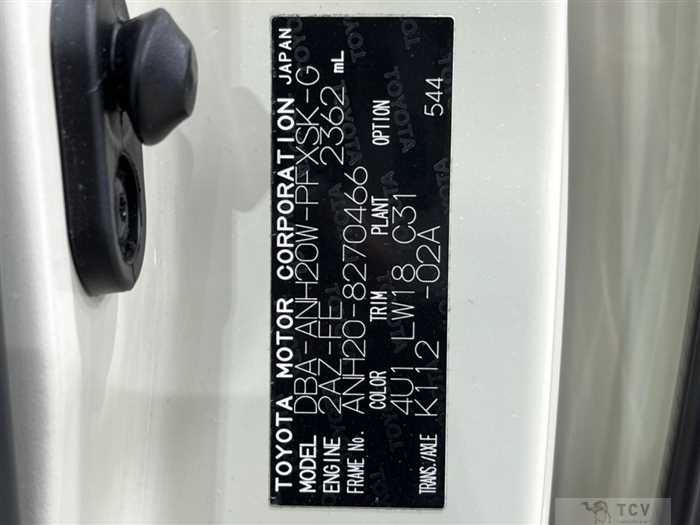 TOYOTA MOTOR CORPORATION JAPAN
MODEL DBA-ANH20W-PFXSK-G
ENGINE 2AZ-FE 2362 mL
FRAME No. ANH20-8270466
COLOR TRIM PLANT OPTION
4U1 LW18 C31 544
TRANS./AXLE K112 -02A
TCV